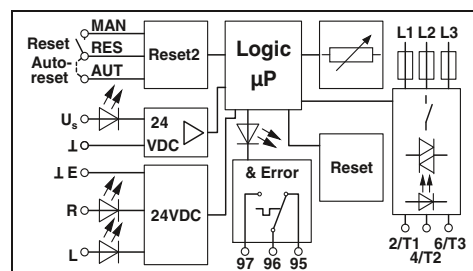 MAN
Reset
RES
Auto-
reset
AUT
Reset2
Logic
µP
L1 L2 L3
Us
24
VDC
⊥
⊥ E
R
L
24VDC
& Error
Reset
97 96 95
2/T1 6/T3
4/T2